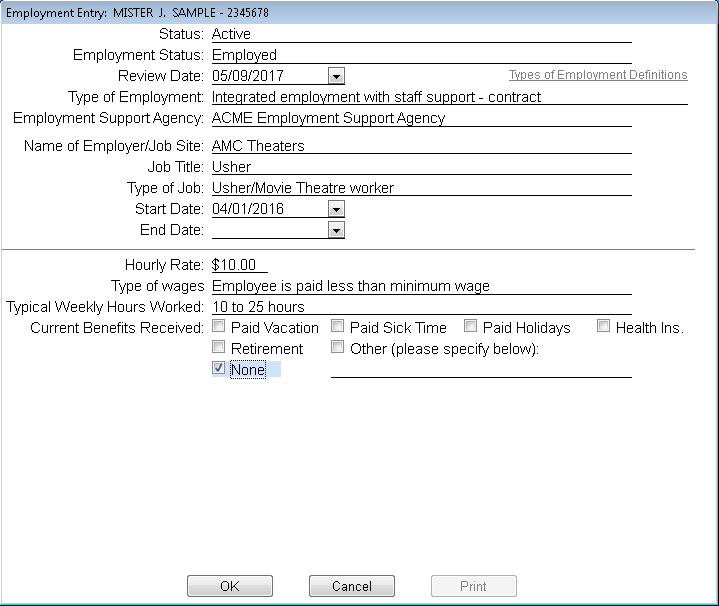 Employment Entry: MISTER J. SAMPLE - 2345678
Status: Active
Employment Status: Employed
Review Date: 05/09/2017 Types of Employment Definitions
Type of Employment: Integrated employment with staff support - contract
Employment Support Agency: ACME Employment Support Agency
Name of Employer/Job Site: AMC Theaters
Job Title: Usher
Type of Job: Usher/Movie Theatre worker
Start Date: 04/01/2016
End Date:
Hourly Rate: $10.00
Type of wages Employee is paid less than minimum wage
Typical Weekly Hours Worked: 10 to 25 hours
Current Benefits Received: Paid Vacation Paid Sick Time Paid Holidays Health Ins.
Retirement Other (please specify below):
None
OK Cancel Print